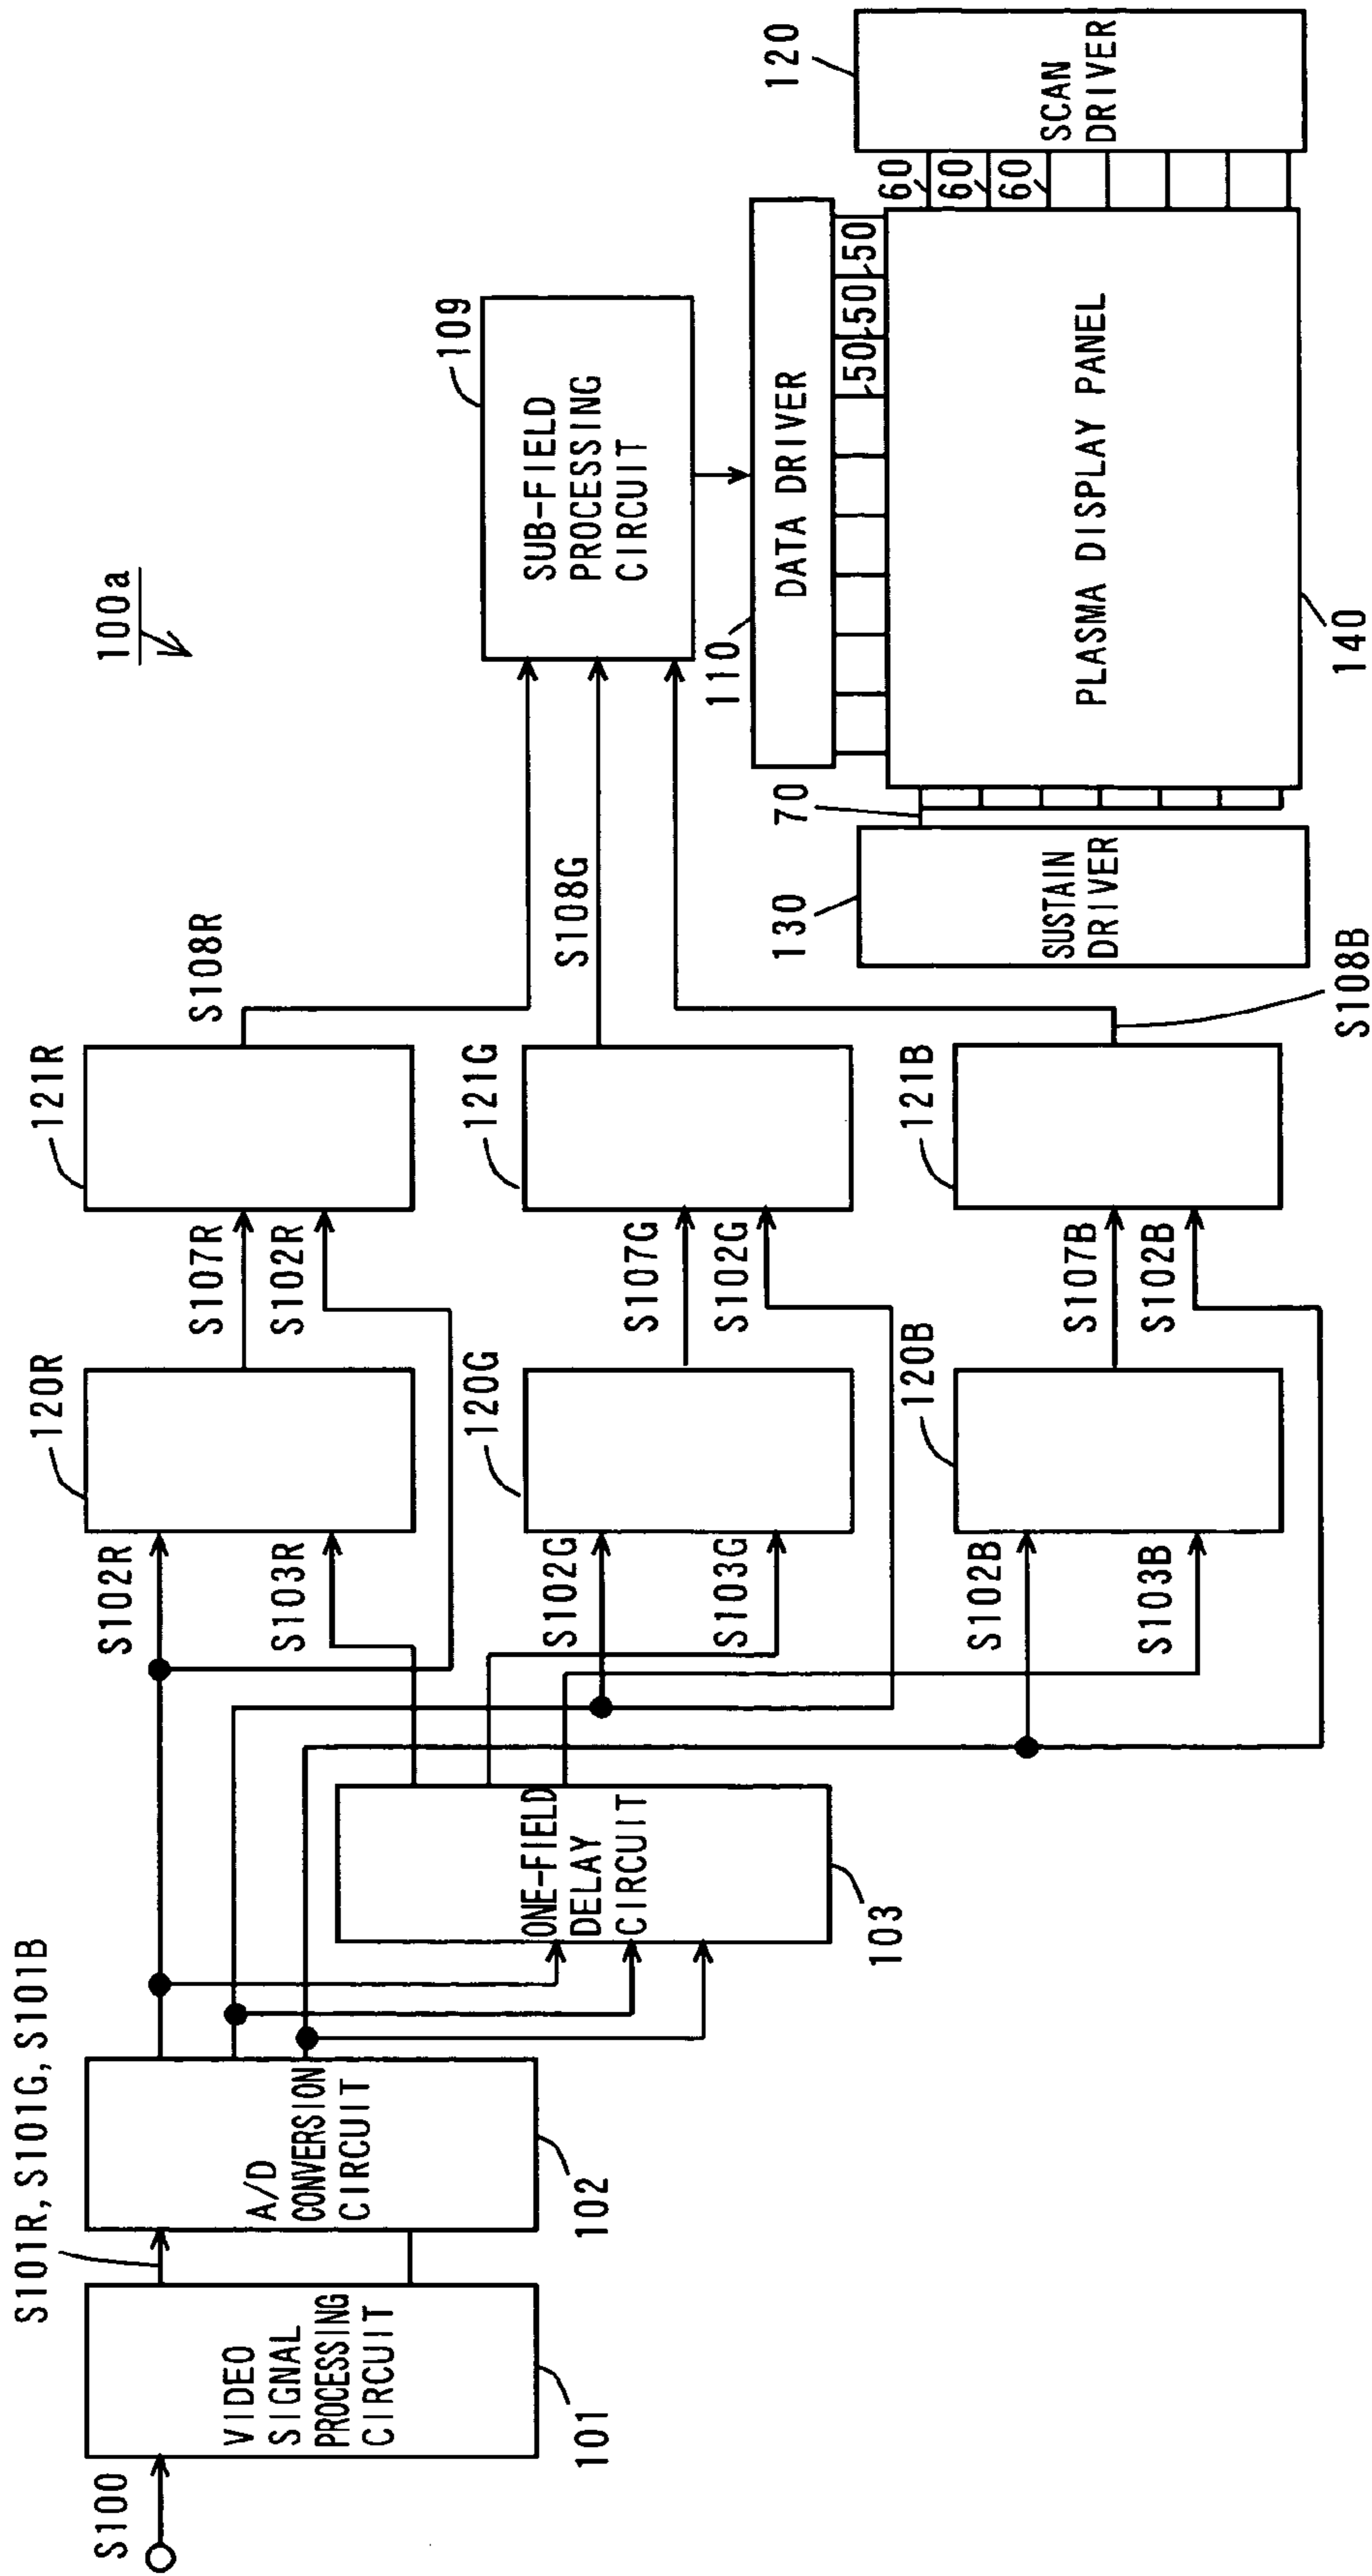 100a
S100
VIDEO
SIGNAL
PROCESSING
CIRCUIT
101
S101R, S101G, S101B
A/D
CONVERSION
CIRCUIT
102
ONE-FIELD
DELAY
CIRCUIT
103
S102R
S103R
120R
S107R
S102R
121R
S108R
S102G
S103G
120G
S107G
S102G
121G
S108G
S102B
S103B
120B
S107B
S102B
121B
S108B
SUB-FIELD
PROCESSING
CIRCUIT
109
DATA DRIVER
110
50
50
50
SUSTAIN
DRIVER
130
70
PLASMA DISPLAY PANEL
140
60
60
60
SCAN
DRIVER
120